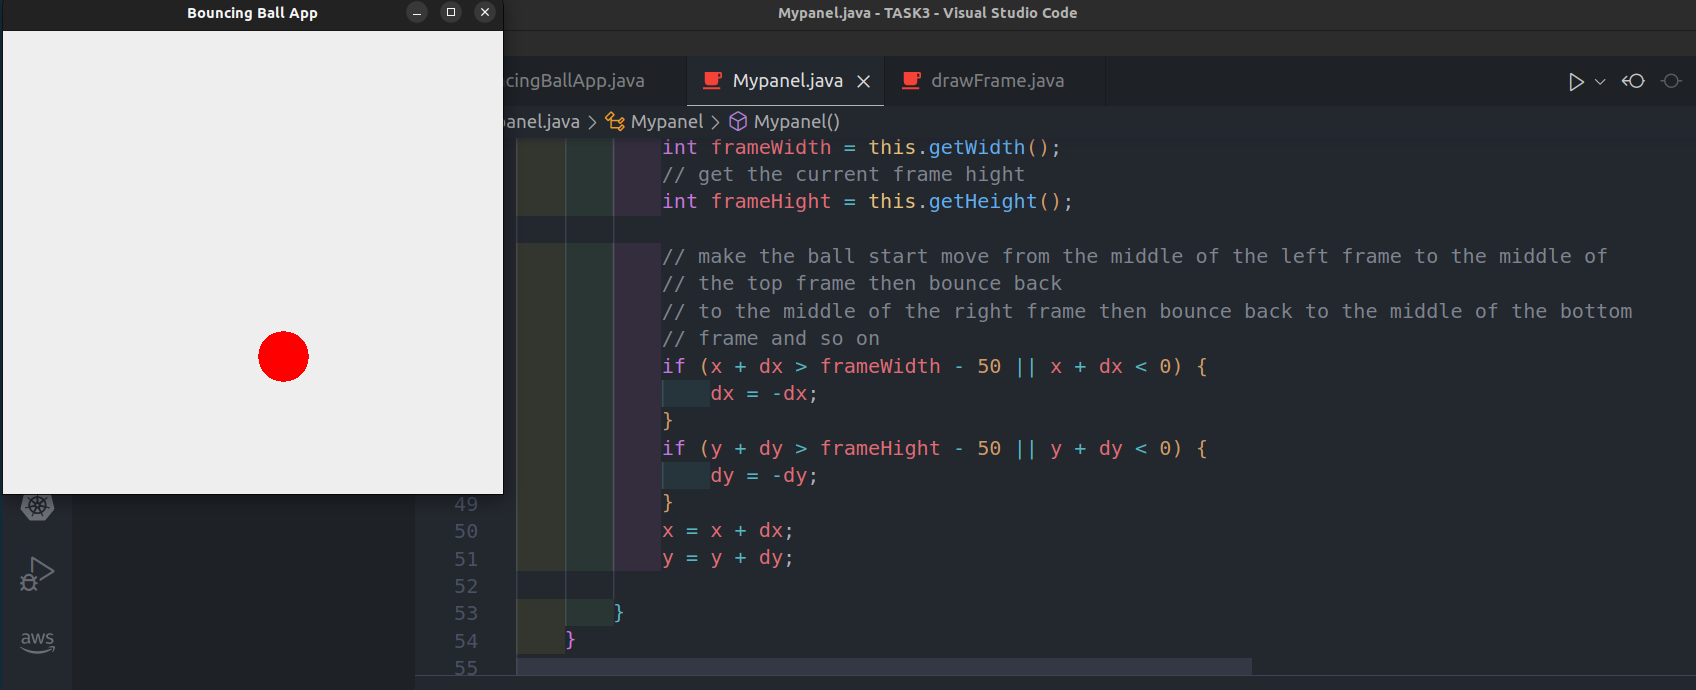 Bouncing Ball App
Mypanel.java - TASK3 - Visual Studio Code
cingBallApp.java
Mypanel.java
drawFrame.java
anel.java > Mypanel > Mypanel()
int frameWidth = this.getWidth();
// get the current frame hight
int frameHight = this.getHeight();
// make the ball start move from the middle of the left frame to the middle of
// the top frame then bounce back
// to the middle of the right frame then bounce back to the middle of the bottom
// frame and so on
if (x + dx > frameWidth - 50 || x + dx < 0) {
dx = -dx;
}
if (y + dy > frameHight - 50 || y + dy < 0) {
dy = -dy;
49 }
50 x = x + dx;
51 y = y + dy;
52
53 }
54 }
55
aws